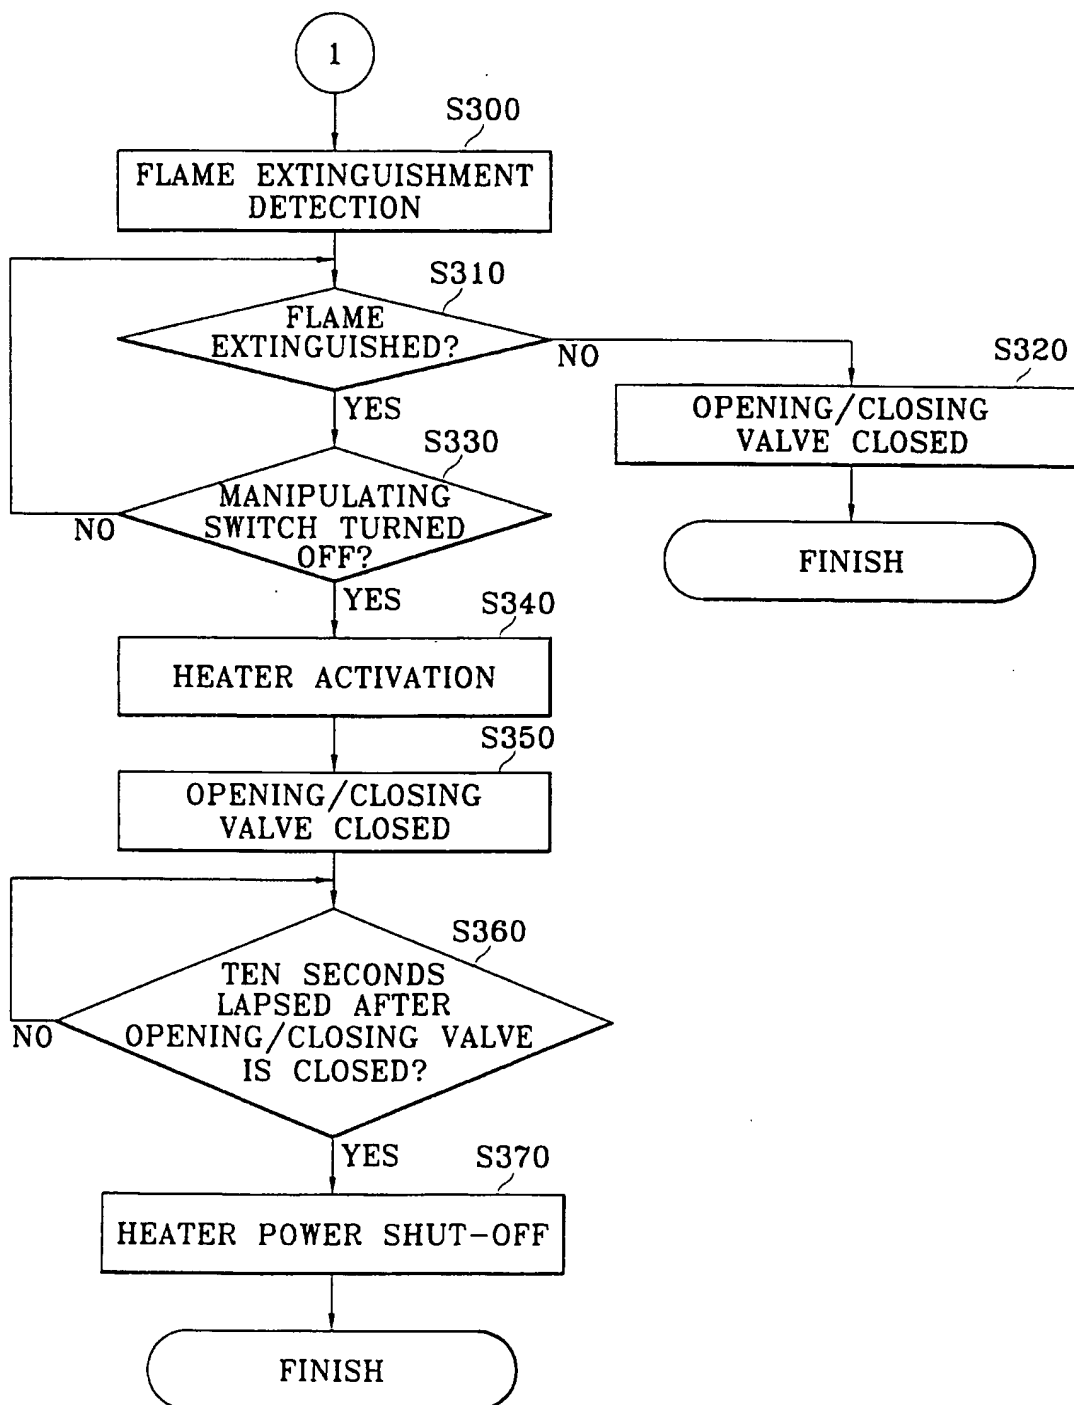 1
S300
FLAME EXTINGUISHMENT
DETECTION
S310
FLAME
EXTINGUISHED?
NO
YES
S320
OPENING/CLOSING
VALVE CLOSED
FINISH
S330
MANIPULATING
SWITCH TURNED
OFF?
NO
YES
S340
HEATER ACTIVATION
S350
OPENING/CLOSING
VALVE CLOSED
S360
TEN SECONDS
LAPSED AFTER
OPENING/CLOSING VALVE
IS CLOSED?
NO
YES
S370
HEATER POWER SHUT-OFF
FINISH